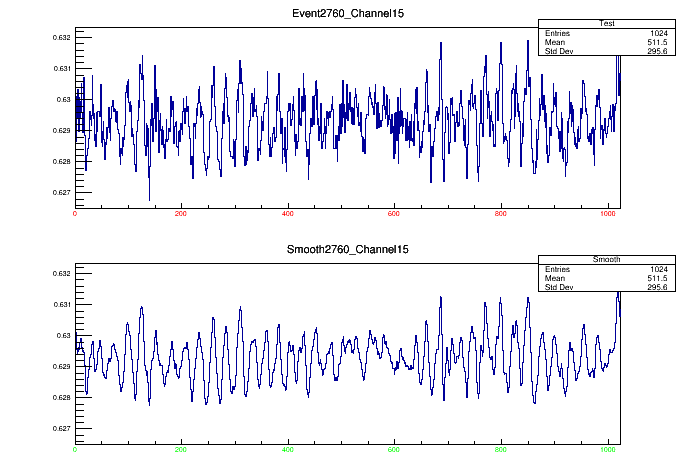 Event2760_Channel15
Test
Entries 1024
Mean 511.5
Std Dev 295.6
0.632
0.631
0.63
0.629
0.628
0.627
0 200 400 600 800 1000
Smooth2760_Channel15
Smooth
Entries 1024
Mean 511.5
Std Dev 295.6
0.632
0.631
0.63
0.629
0.628
0.627
0 200 400 600 800 1000